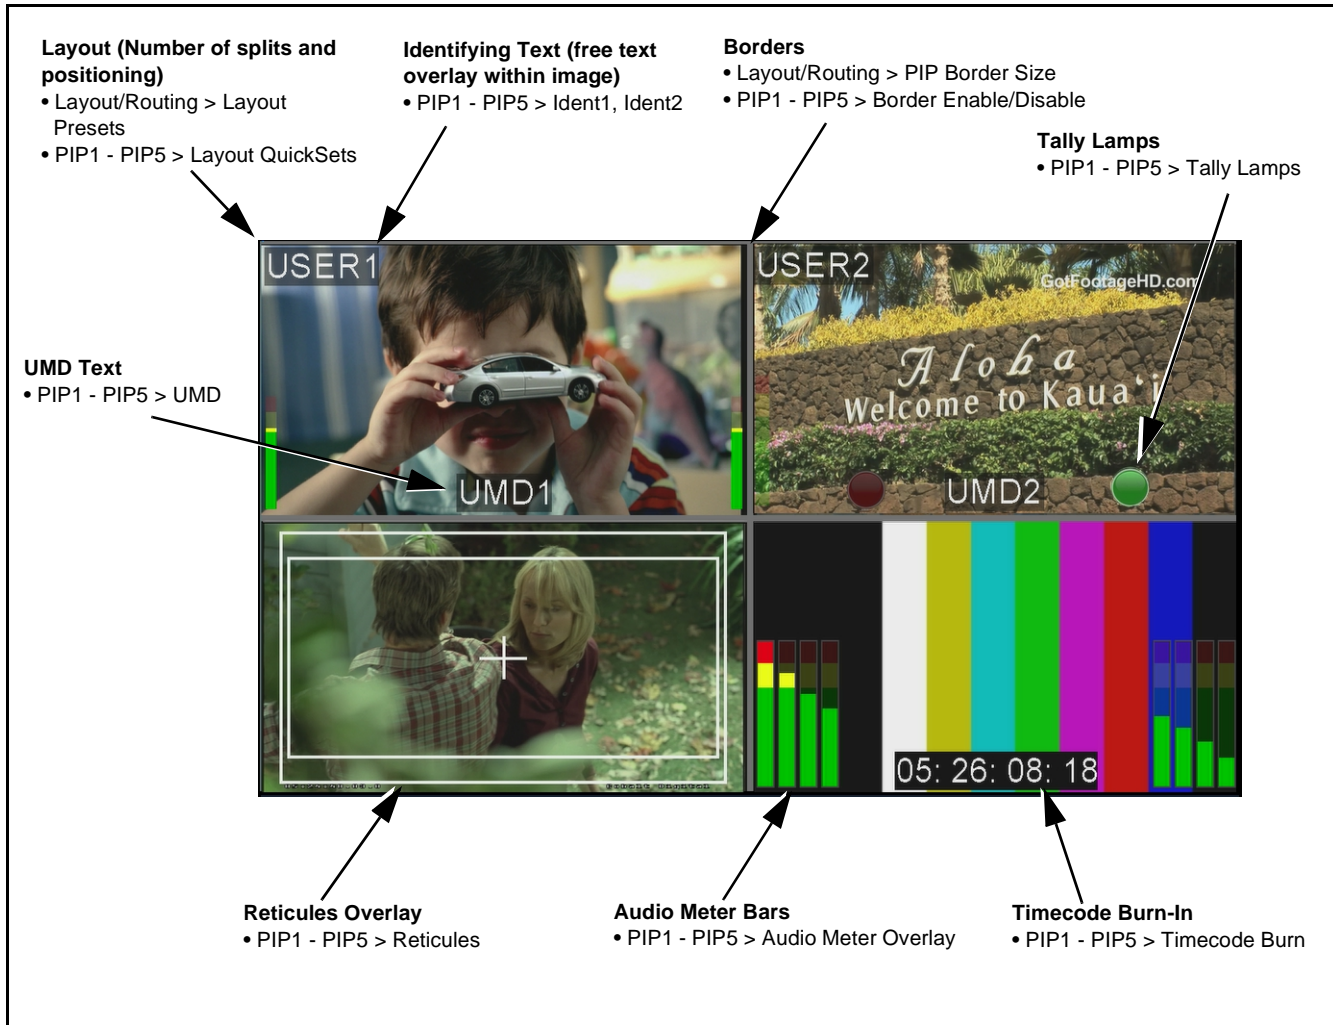 Layout (Number of splits and
positioning)
• Layout/Routing > Layout
Presets
• PIP1 - PIP5 > Layout QuickSets
Identifying Text (free text
overlay within image)
• PIP1 - PIP5 > Ident1, Ident2
Borders
• Layout/Routing > PIP Border Size
• PIP1 - PIP5 > Border Enable/Disable
Tally Lamps
• PIP1 - PIP5 > Tally Lamps
UMD Text
• PIP1 - PIP5 > UMD
USER1
UMD1
USER2
GotFootageHD.com
Aloha
Welcome to Kaua‘i
UMD2
05: 26: 08: 18
Reticules Overlay
• PIP1 - PIP5 > Reticules
Audio Meter Bars
• PIP1 - PIP5 > Audio Meter Overlay
Timecode Burn-In
• PIP1 - PIP5 > Timecode Burn